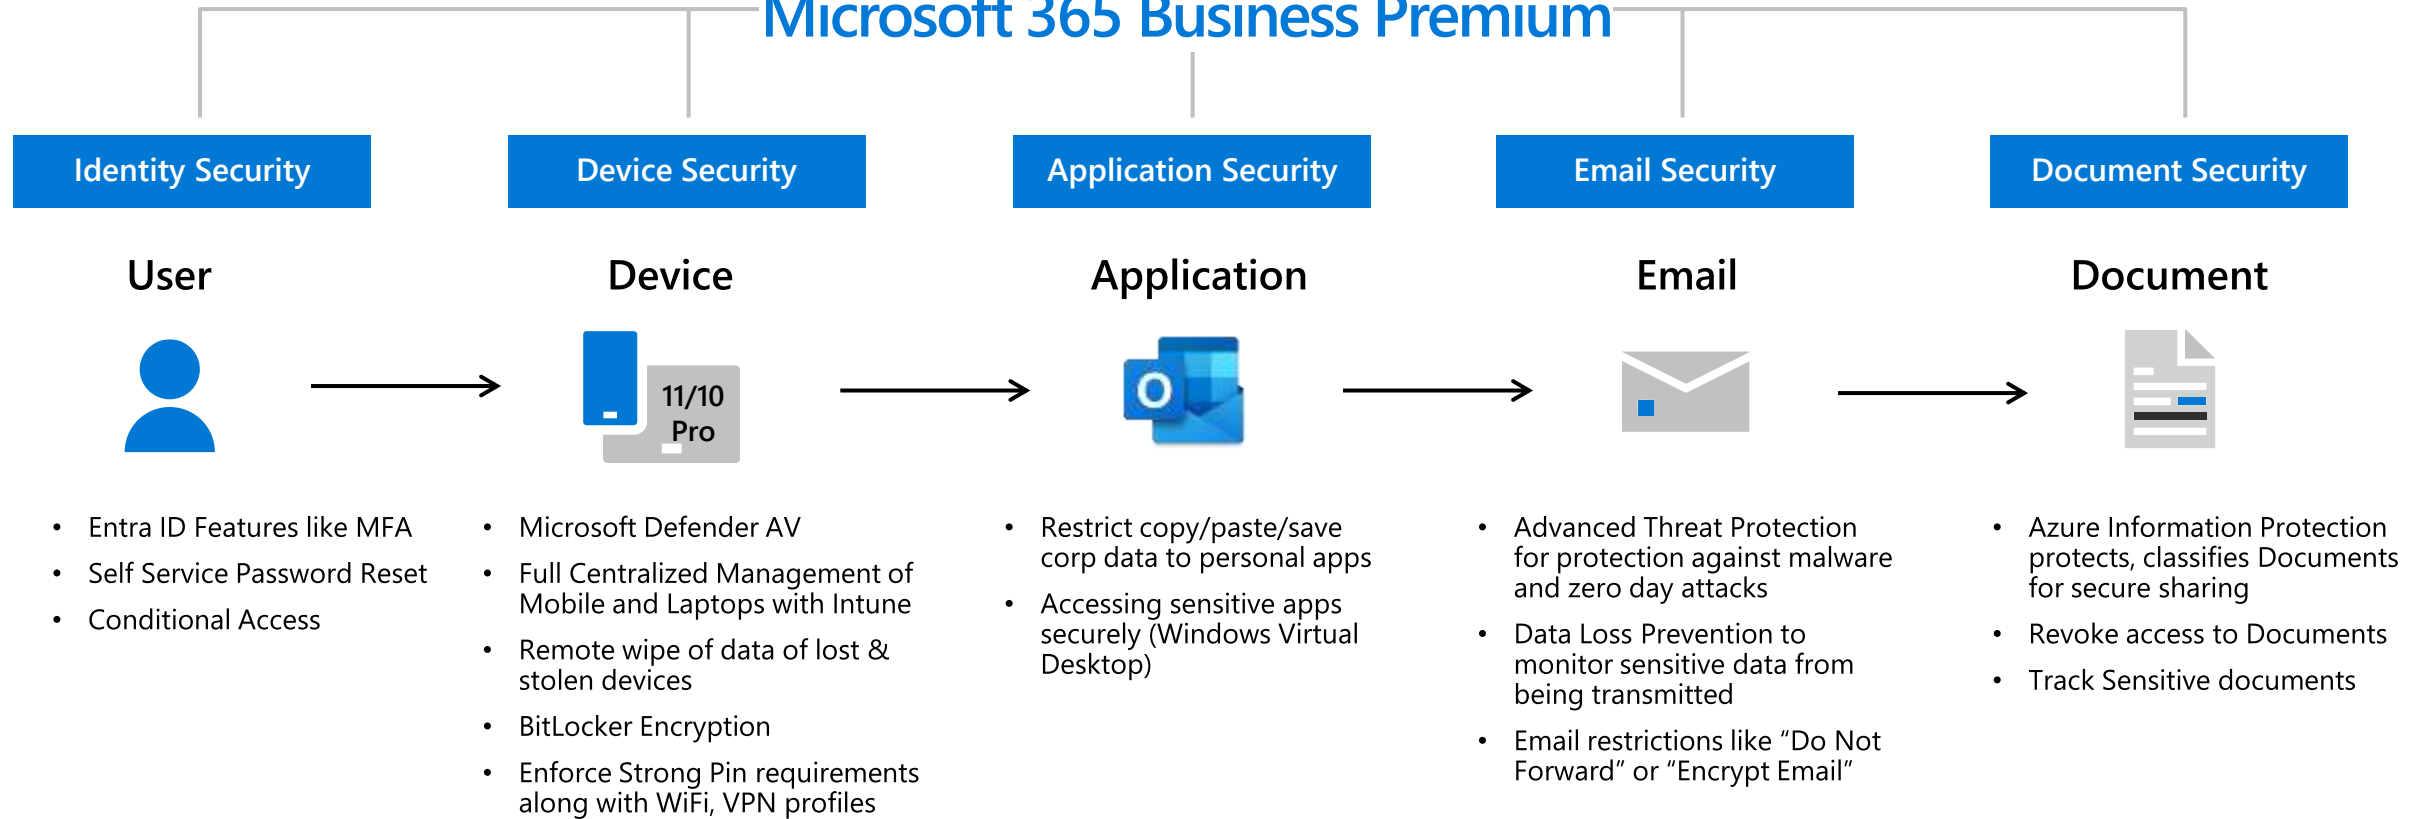 Microsoft 365 Business Premium
Identity Security
Device Security
Application Security
Email Security
Document Security
User
Device
Application
Email
Document
11/10
Pro
O
• Entra ID Features like MFA
• Self Service Password Reset
• Conditional Access
• Microsoft Defender AV
• Full Centralized Management of
Mobile and Laptops with Intune
• Remote wipe of data of lost &
stolen devices
• BitLocker Encryption
• Enforce Strong Pin requirements
along with WiFi, VPN profiles
• Restrict copy/paste/save
corp data to personal apps
• Accessing sensitive apps
securely (Windows Virtual
Desktop)
• Advanced Threat Protection
for protection against malware
and zero day attacks
• Data Loss Prevention to
monitor sensitive data from
being transmitted
• Email restrictions like “Do Not
Forward” or “Encrypt Email”
• Azure Information Protection
protects, classifies Documents
for secure sharing
• Revoke access to Documents
• Track Sensitive documents